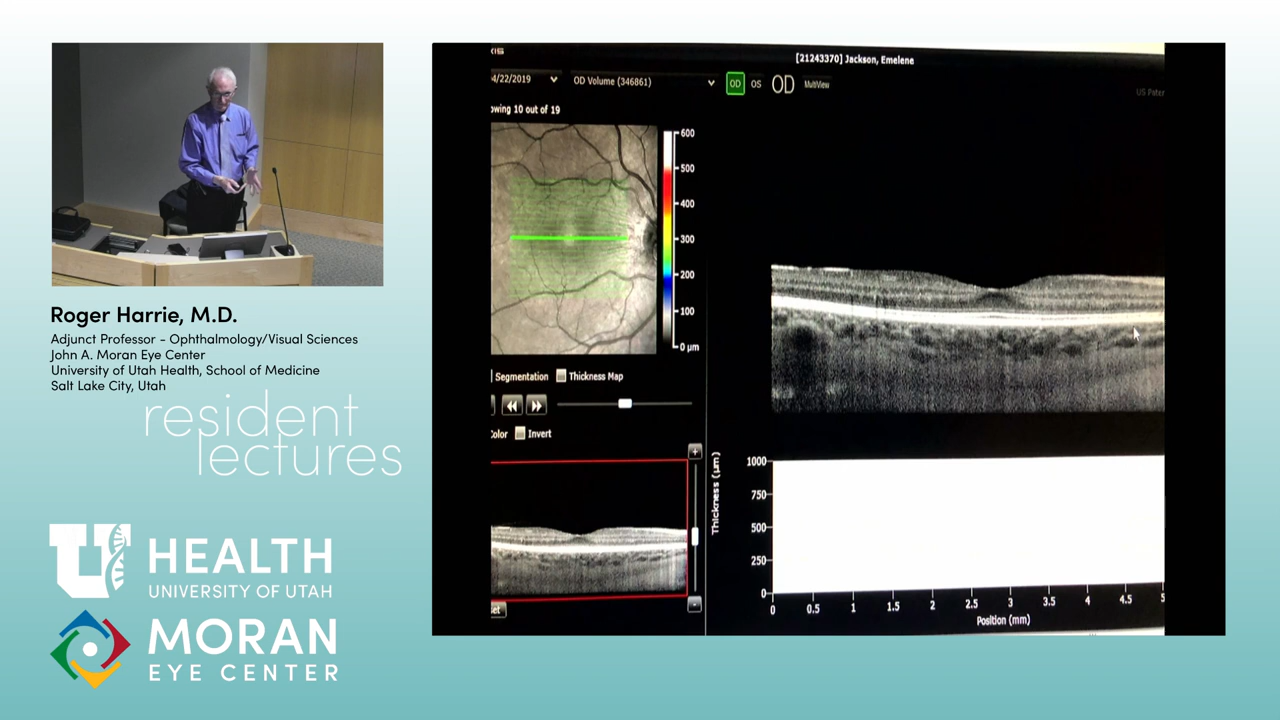 Roger Harrie, M.D.
Adjunct Professor - Ophthalmology/Visual Sciences
John A. Moran Eye Center
University of Utah Health, School of Medicine
Salt Lake City, Utah
resident
lectures
U HEALTH
UNIVERSITY OF UTAH
MORAN
EYE CENTER
[21243370] Jackson, Emelene
4/22/2019
OD Volume (346861)
OD
OS
OD
MultiView
US Pater
wing 10 out of 19
600
500
400
300
200
100
0 µm
Segmentation
Thickness Map
Color
Invert
+
-
Thickness (µm)
1000
750
500
250
0
0 0.5 1 1.5 2 2.5 3 3.5 4 4.5 5
Position (mm)